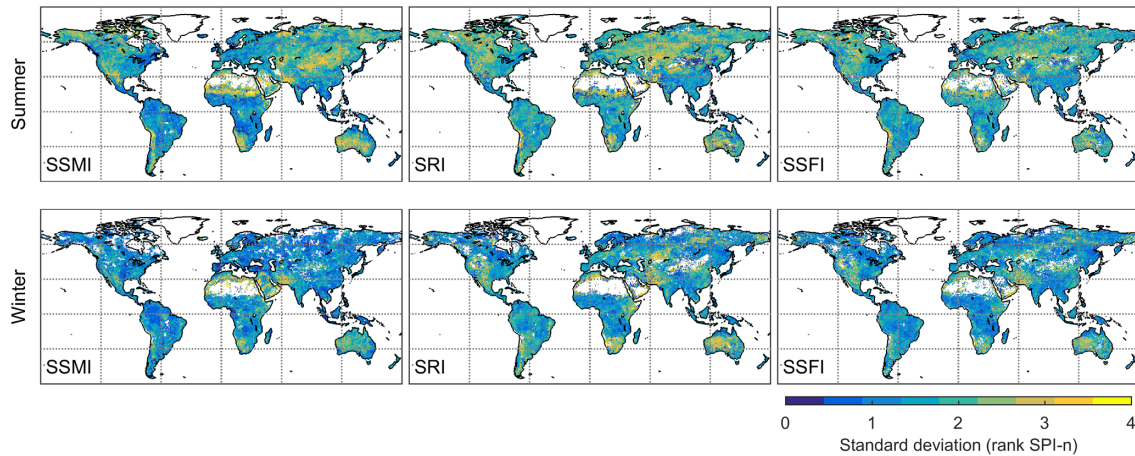 Summer
SSMI
SRI
SSFI
Winter
SSMI
SRI
SSFI
0 1 2 3 4
Standard deviation (rank SPI-n)